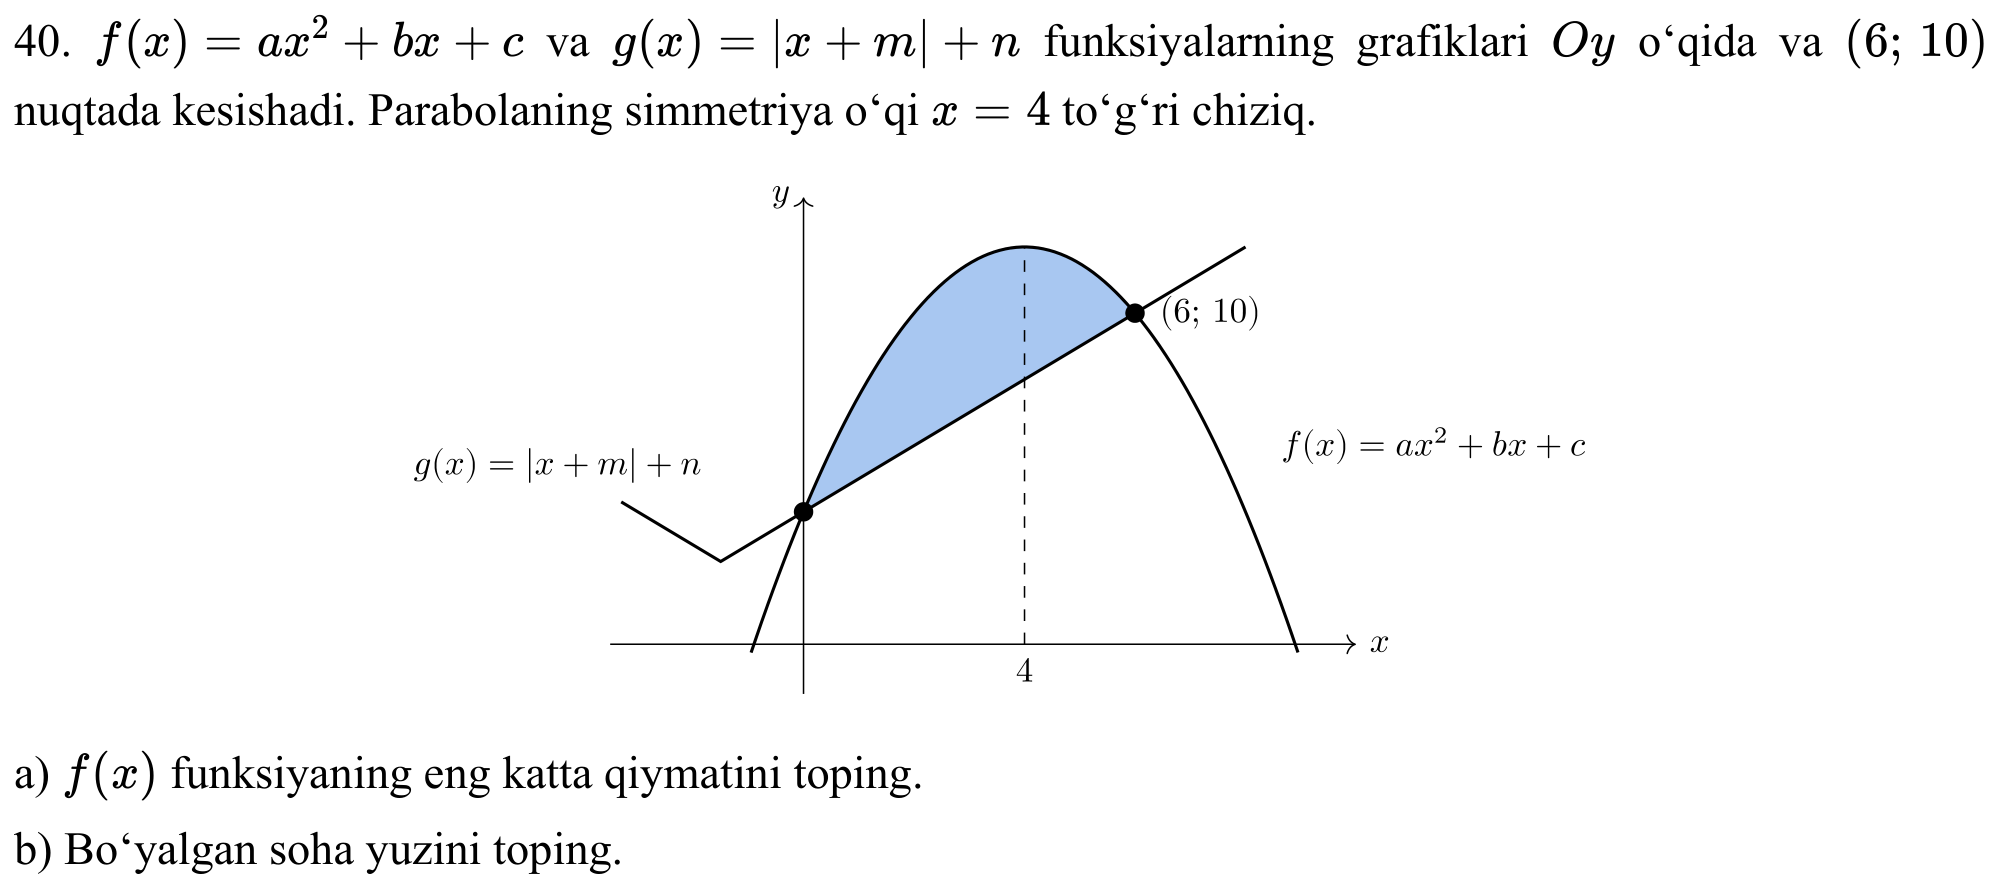 40. f(x) = ax² + bx + c va g(x) = |x + m| + n funksiyalarning grafiklari Oy o‘qida va (6; 10)
nuqtada kesishadi. Parabolaning simmetriya o‘qi x = 4 to‘g‘ri chiziq.
y
(6; 10)
f(x) = ax² + bx + c
g(x) = |x + m| + n
x
4
a) f(x) funksiyaning eng katta qiymatini toping.
b) Bo‘yalgan soha yuzini toping.